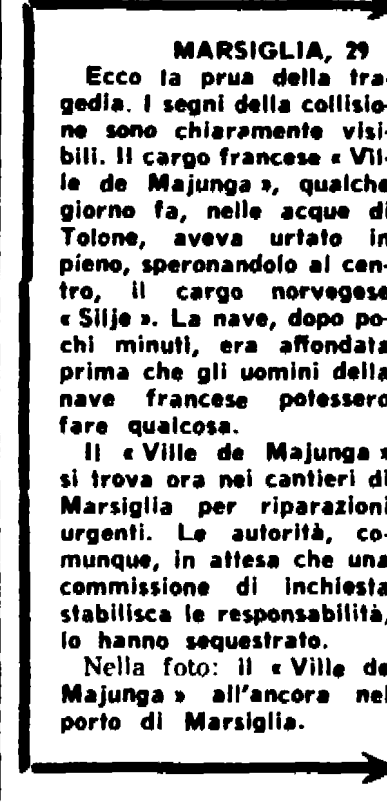 MARSIGLIA, 29
Ecco la prua della tra-
gedia. I segni della collisio-
ne sono chiaramente visi-
bili. Il cargo francese « Vil-
le de Majunga », qualche
giorno fa, nelle acque di
Tolone, aveva urtato in
pieno, speronandolo al cen-
tro, il cargo norvegese
« Silje ». La nave, dopo po-
chi minuti, era affondata
prima che gli uomini della
nave francese potessero
fare qualcosa.
Il « Ville de Majunga »
si trova ora nei cantieri di
Marsiglia per riparazioni
urgenti. Le autorità, co-
munque, in attesa che una
commissione di inchiesta
stabilisca le responsabilità,
lo hanno sequestrato.
Nella foto: il « Ville de
Majunga » all'ancora nel
porto di Marsiglia.